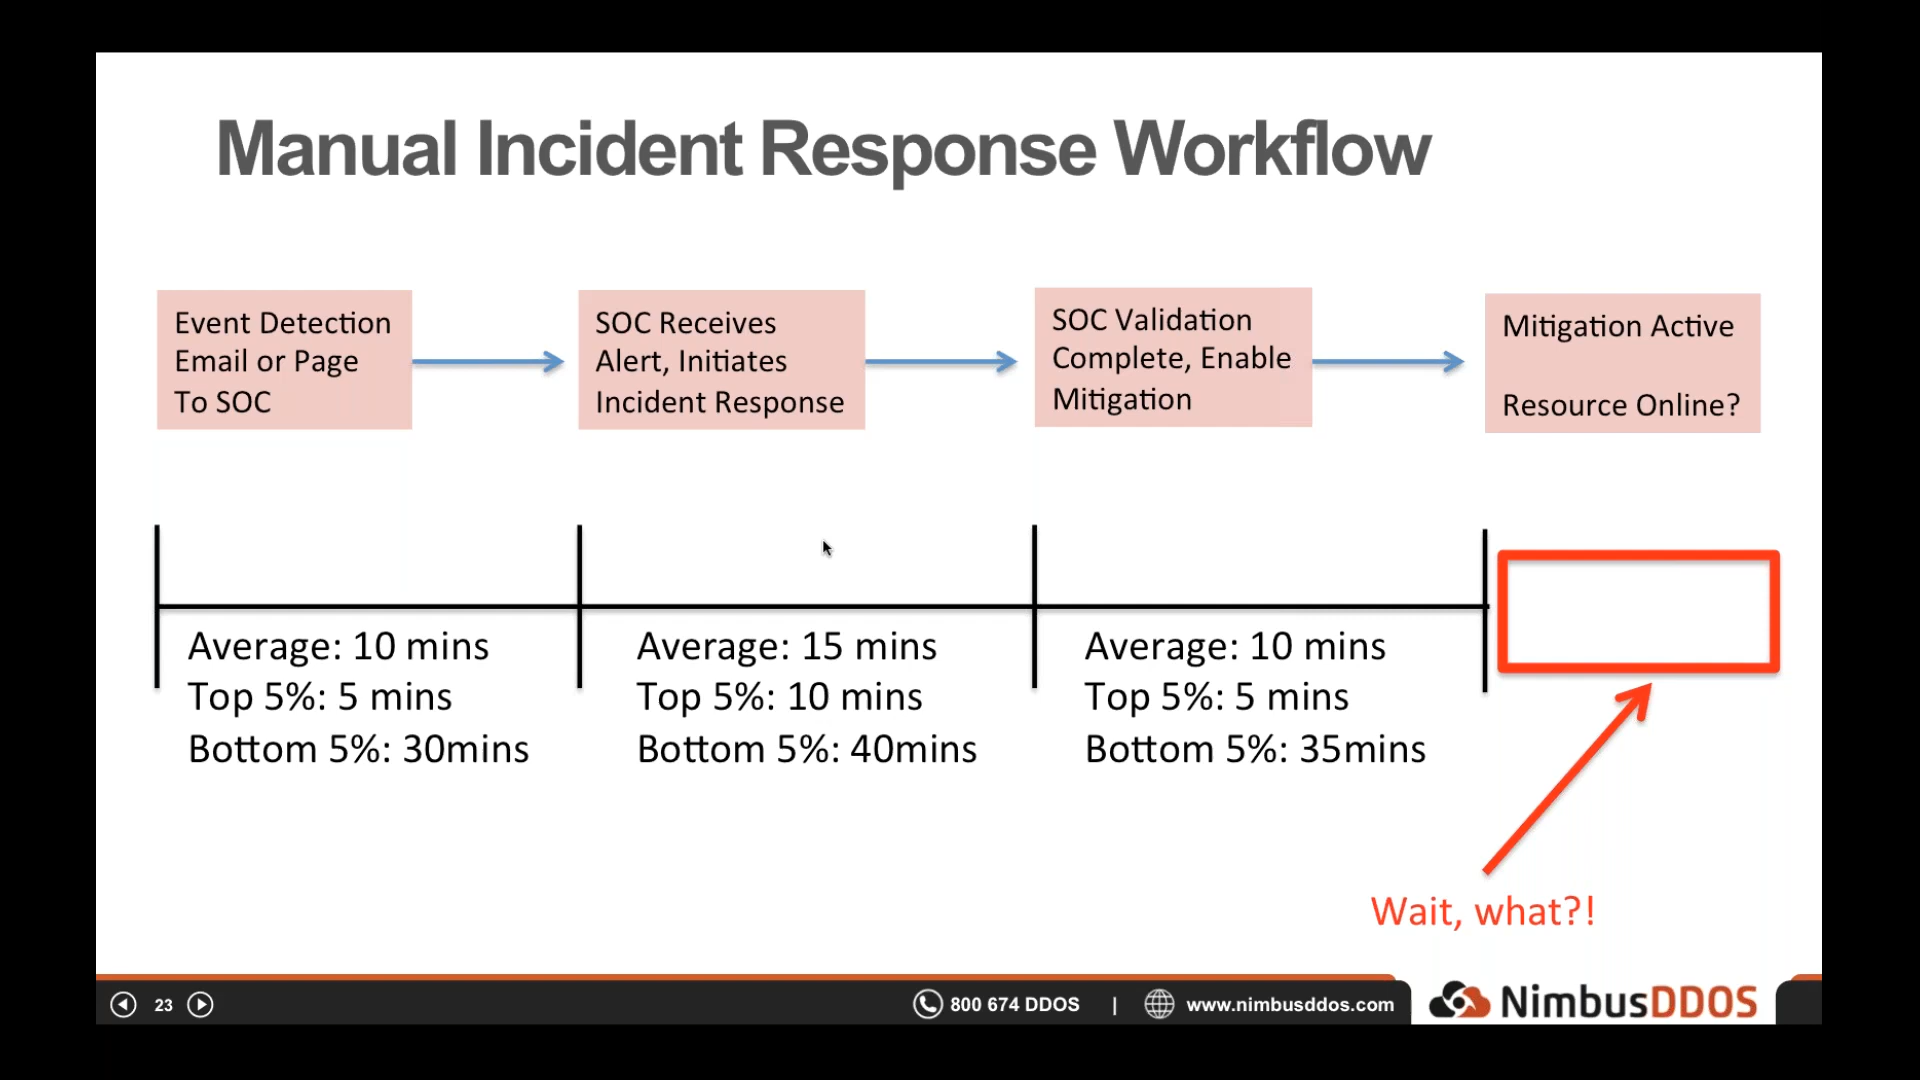 Manual Incident Response Workflow
Event Detection
Email or Page
To SOC
SOC Receives
Alert, Initiates
Incident Response
SOC Validation
Complete, Enable
Mitigation
Mitigation Active
Resource Online?
Average: 10 mins
Top 5%: 5 mins
Bottom 5%: 30mins
Average: 15 mins
Top 5%: 10 mins
Bottom 5%: 40mins
Average: 10 mins
Top 5%: 5 mins
Bottom 5%: 35mins
Wait, what?!
23
800 674 DDOS | www.nimbusddos.com
NimbusDDOS